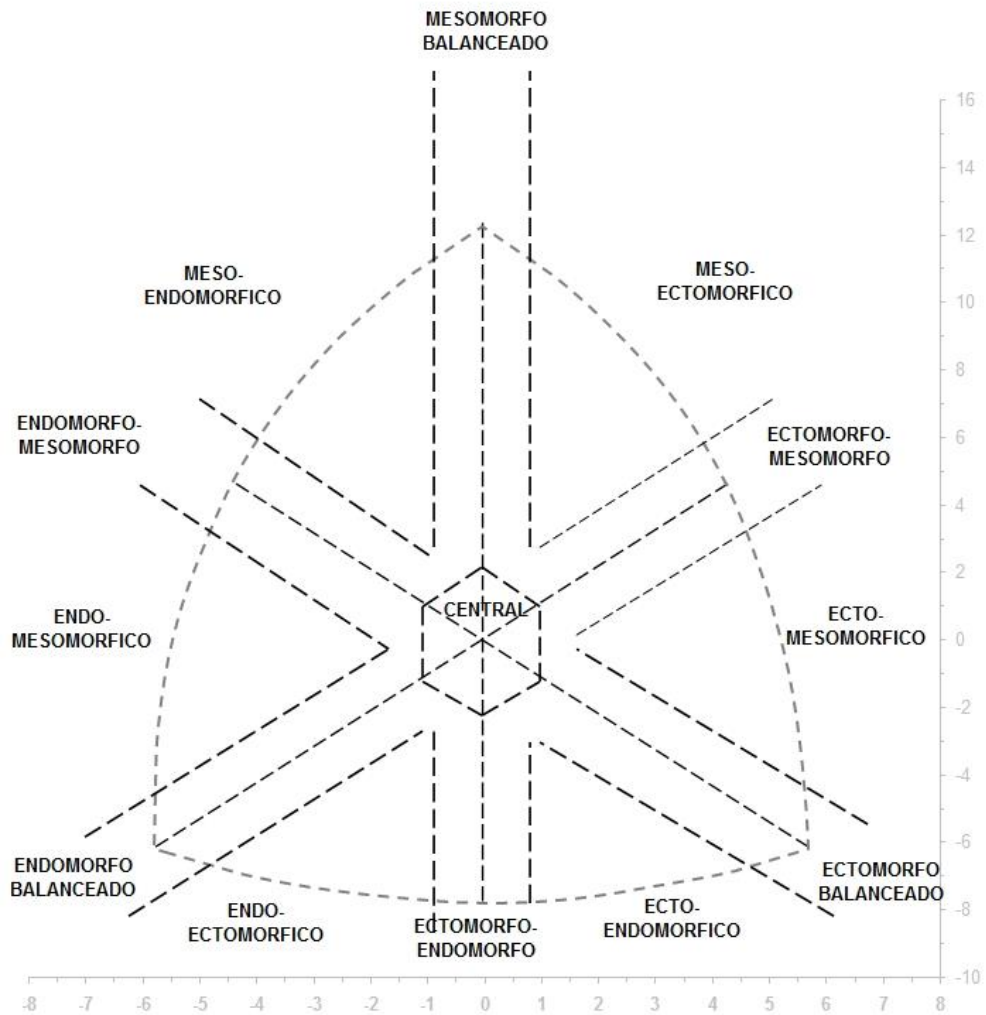 MESOMORFO
BALANCEADO
16
14
12
MESO-
ENDOMORFICO
MESO-
ECTOMORFICO
10
8
ENDOMORFO-
MESOMORFO
ECTOMORFO-
MESOMORFO
6
4
2
CENTRAL
ENDO-
MESOMORFICO
ECTO-
MESOMORFICO
0
-2
-4
-6
ENDOMORFO
BALANCEADO
ECTOMORFO
BALANCEADO
-8
ENDO-
ECTOMORFICO
ECTOMORFO-
ENDOMORFO
ECTO-
ENDOMORFICO
-10
-8 -7 -6 -5 -4 -3 -2 -1 0 1 2 3 4 5 6 7 8